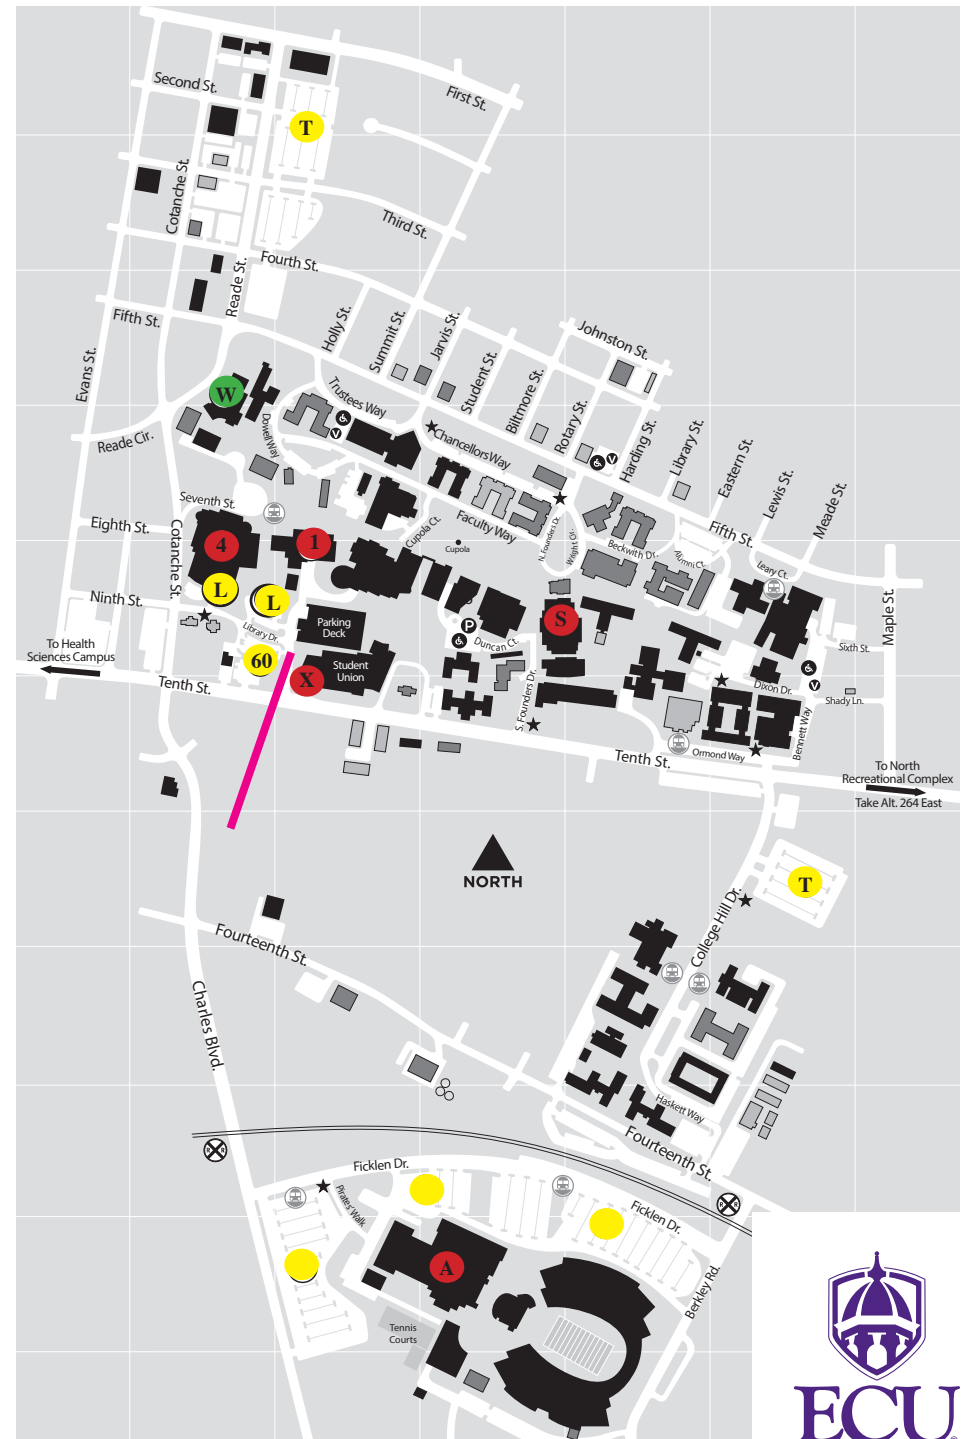 First St.
Second St.
T
Cotanche St.
Third St.
Fourth St.
Reade St.
Fifth St.
Holly St.
Summit St.
Jarvis St.
Student St.
Johnston St.
Evans St.
Biltmore St.
Rotary St.
Harding St.
Library St.
Eastern St.
Lewis St.
Meade St.
W
Trustees Way
V
Reade Cir.
Dowell Way
Chancellors Way
V
Seventh St.
Eighth St.
Cotanche St.
Faculty Way
Cupola Ct.
Cupola
N. Founders Dr.
Wright Cir.
Beckwith Dr.
Alumni Ct.
Fifth St.
Leary Ct.
4
1
L
L
Ninth St.
Library Dr.
Parking
Deck
P
Duncan Ct.
S
Maple St.
Sixth St.
To Health
Sciences Campus
60
X
Student
Union
Tenth St.
S. Founders Dr.
Dixon Dr.
V
Shady Ln.
Bennett Way
Ormond Way
Tenth St.
To North
Recreational Complex
Take Alt. 264 East
NORTH
T
College Hill Dr.
Fourteenth St.
Charles Blvd.
Haskett Way
Fourteenth St.
R R
Ficklen Dr.
Pirates' Walk
R R
Ficklen Dr.
A
Berkley Rd.
Tennis
Courts
ECU
®